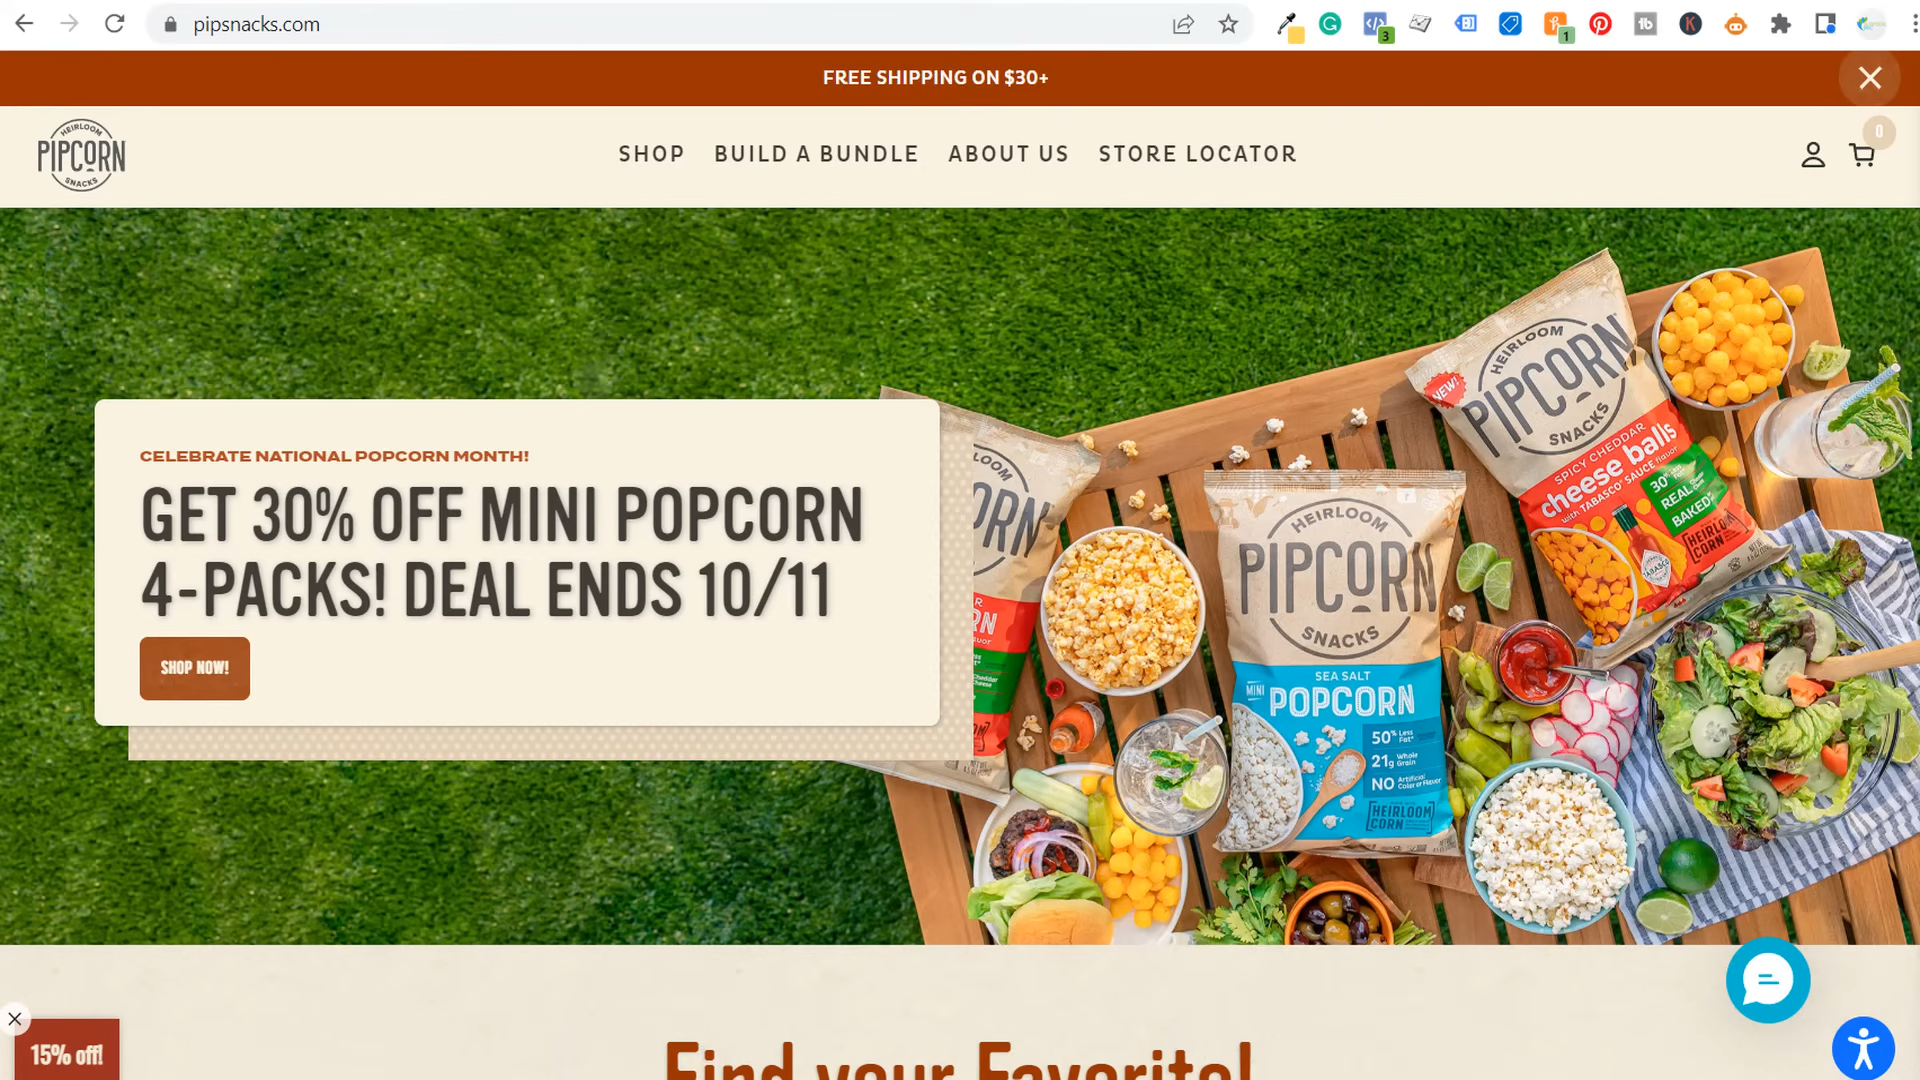 pipsnacks.com
3
1
FREE SHIPPING ON $30+
HEIRLOOM
PIPCORN
SNACKS
SHOP BUILD A BUNDLE ABOUT US STORE LOCATOR
0
CELEBRATE NATIONAL POPCORN MONTH!
GET 30% OFF MINI POPCORN
4-PACKS! DEAL ENDS 10/11
SHOP NOW!
HEIRLOOM
PIPCORN
SNACKS
SEA SALT
MINI
POPCORN
50% Less Fat*
21g Whole Grain
NO Artificial Color or Flavor
HEIRLOOM
CORN
NEW!
HEIRLOOM
PIPCORN
SNACKS
SPICY CHEDDAR
cheese balls
with TABASCO SAUCE flavor
REAL
BAKED
TABASCO
HEIRLOOM
CORN
15% off!
Find your Favorite!